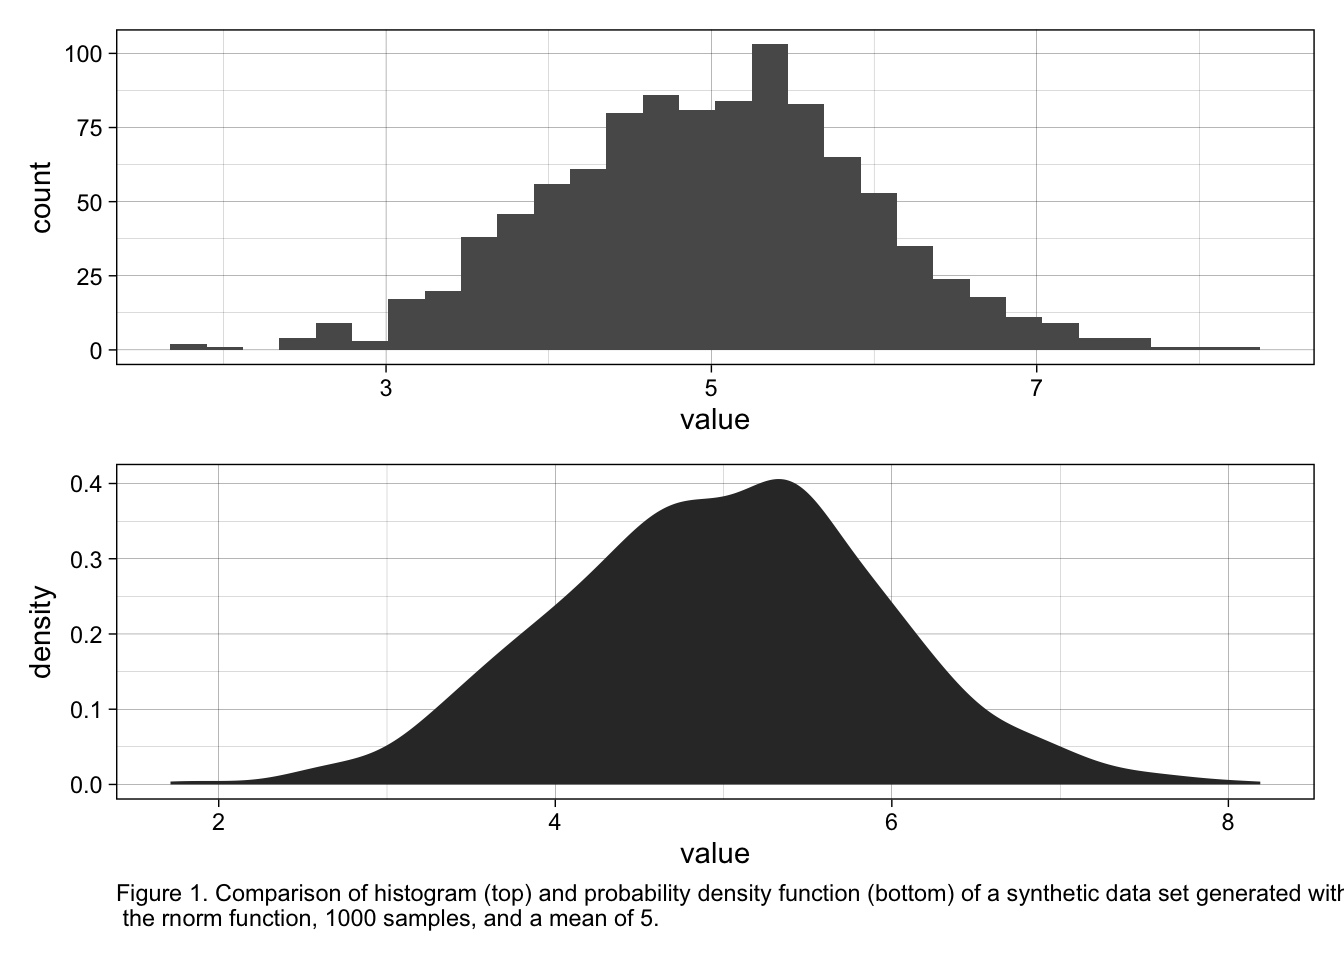 100
75
50
25
0
count
3 5 7
value
0.4
0.3
0.2
0.1
0.0
density
2 4 6 8
value
Figure 1. Comparison of histogram (top) and probability density function (bottom) of a synthetic data set generated with
the rnorm function, 1000 samples, and a mean of 5.